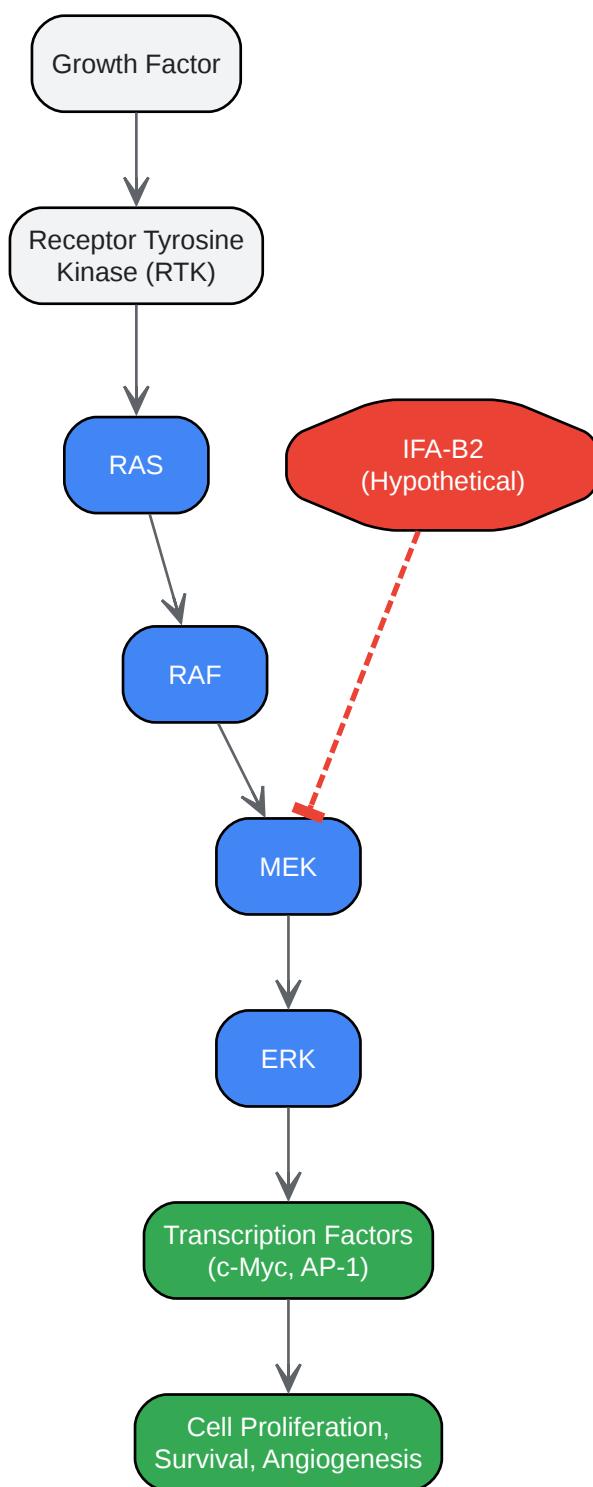 Growth Factor
Receptor Tyrosine
Kinase (RTK)
RAS
IFA-B2
(Hypothetical)
RAF
MEK
ERK
Transcription Factors
(c-Myc, AP-1)
Cell Proliferation,
Survival, Angiogenesis